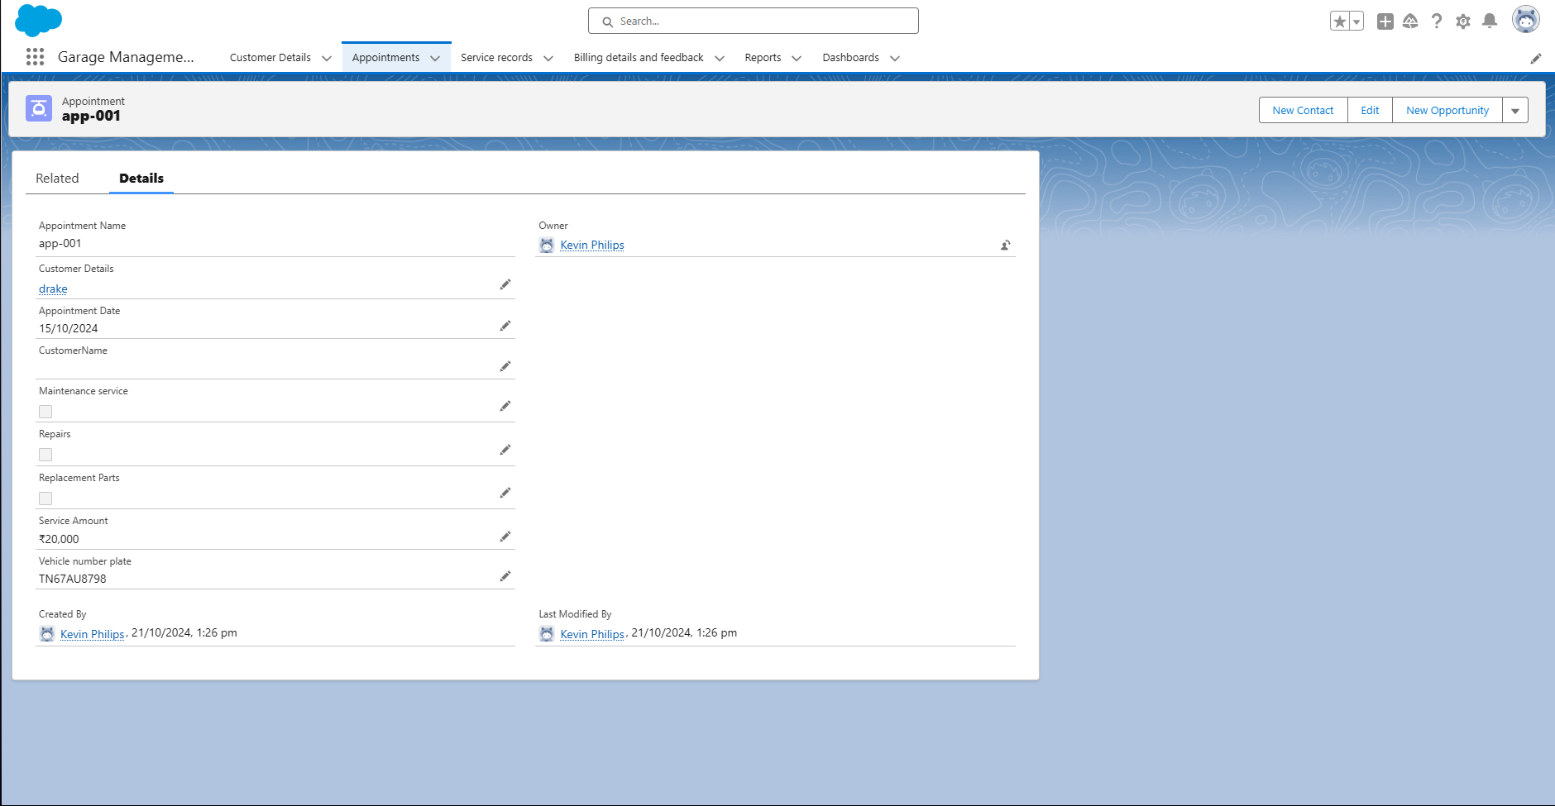 Search...
Garage Manageme...
Customer Details
Appointments
Service records
Billing details and feedback
Reports
Dashboards
Appointment
app-001
New Contact
Edit
New Opportunity
Related
Details
Appointment Name
app-001
Owner
Kevin Philips
Customer Details
drake
Appointment Date
15/10/2024
CustomerName
Maintenance service
Repairs
Replacement Parts
Service Amount
₹20,000
Vehicle number plate
TN67AU8798
Created By
Kevin Philips, 21/10/2024, 1:26 pm
Last Modified By
Kevin Philips, 21/10/2024, 1:26 pm